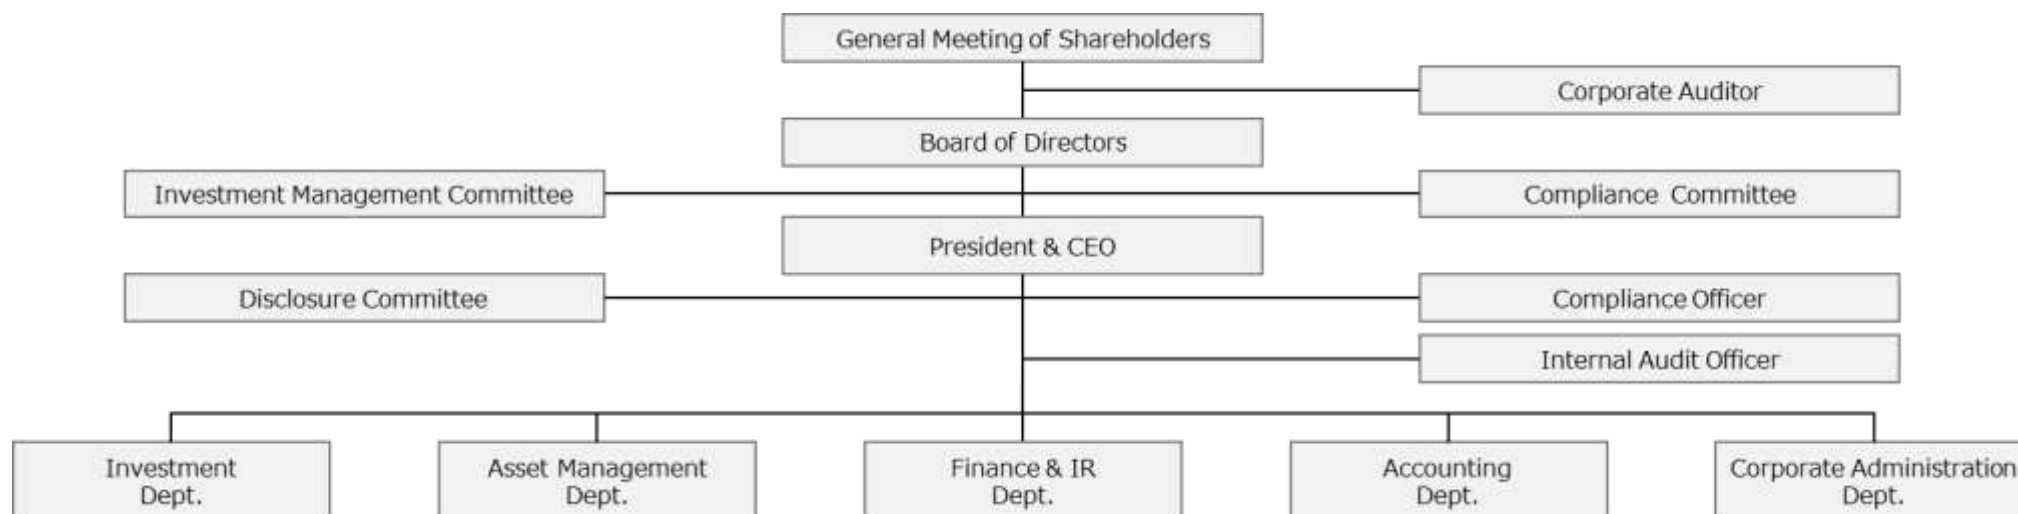 General Meeting of Shareholders
Corporate Auditor
Board of Directors
Investment Management Committee
Compliance Committee
President & CEO
Disclosure Committee
Compliance Officer
Internal Audit Officer
Investment
Dept.
Asset Management
Dept.
Finance & IR
Dept.
Accounting
Dept.
Corporate Administration
Dept.